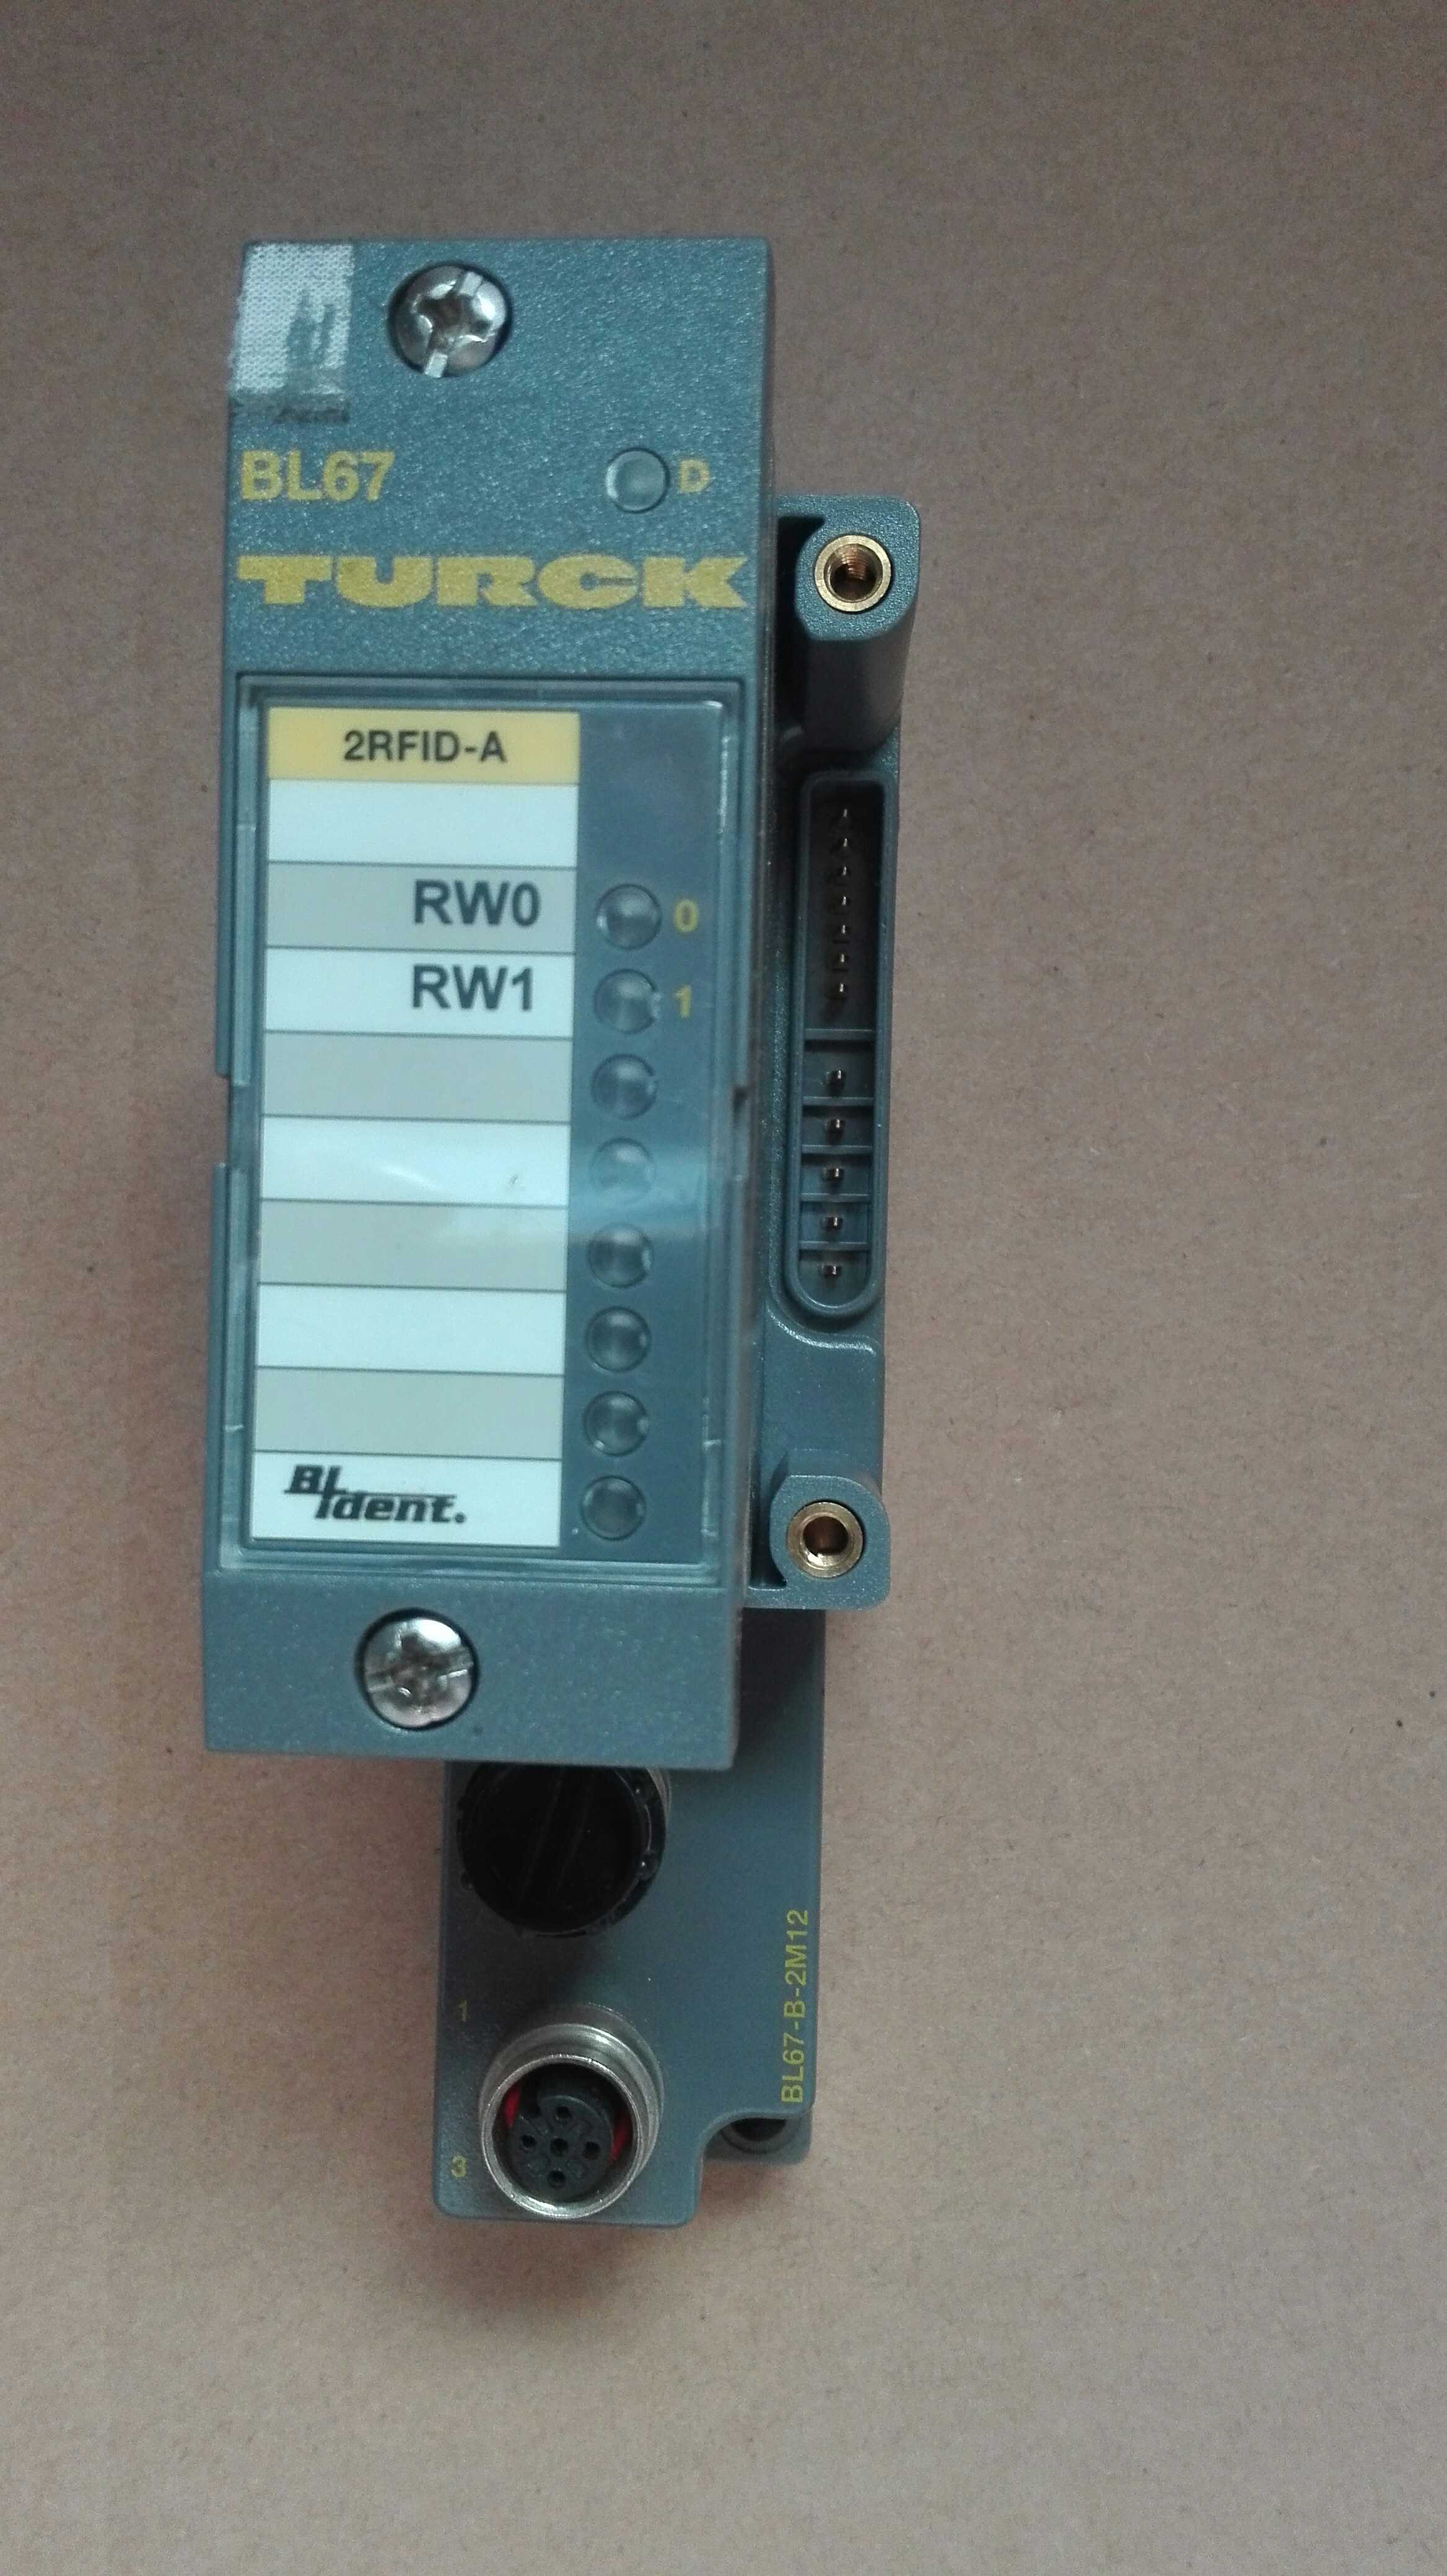 BL67
D
TURCK
2RFID-A
RW0 0
RW1 1
BL ident.
1
BL67-B-2M12
3